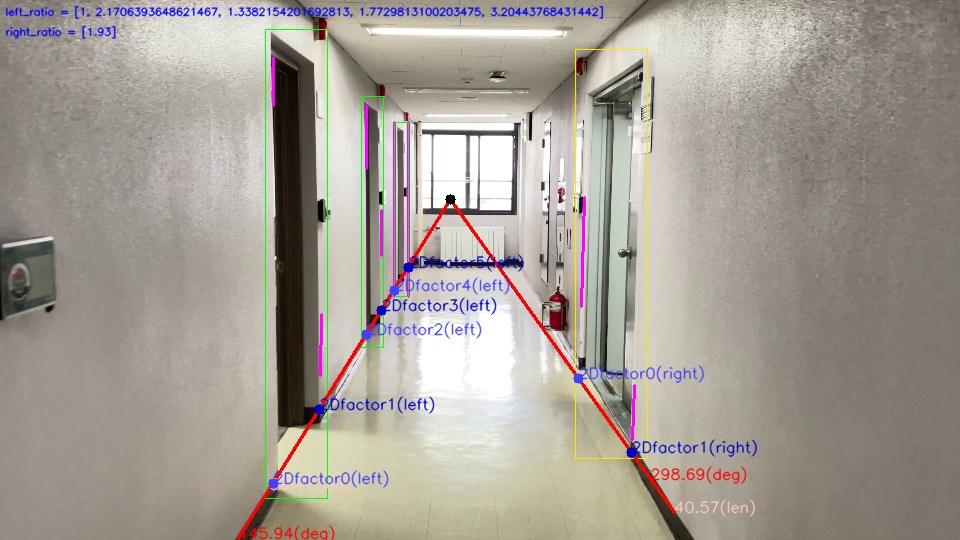 left_ratio = [1, 2.1706393648621467, 1.3382154201692813, 1.7729813100203475, 3.20443768431442]
right_ratio = [1.93]
2Dfactor5(left)
2Dfactor4(left)
2Dfactor3(left)
2Dfactor2(left)
2Dfactor0(right)
2Dfactor1(left)
2Dfactor1(right)
298.69(deg)
2Dfactor0(left)
40.57(len)
45.94(deg)